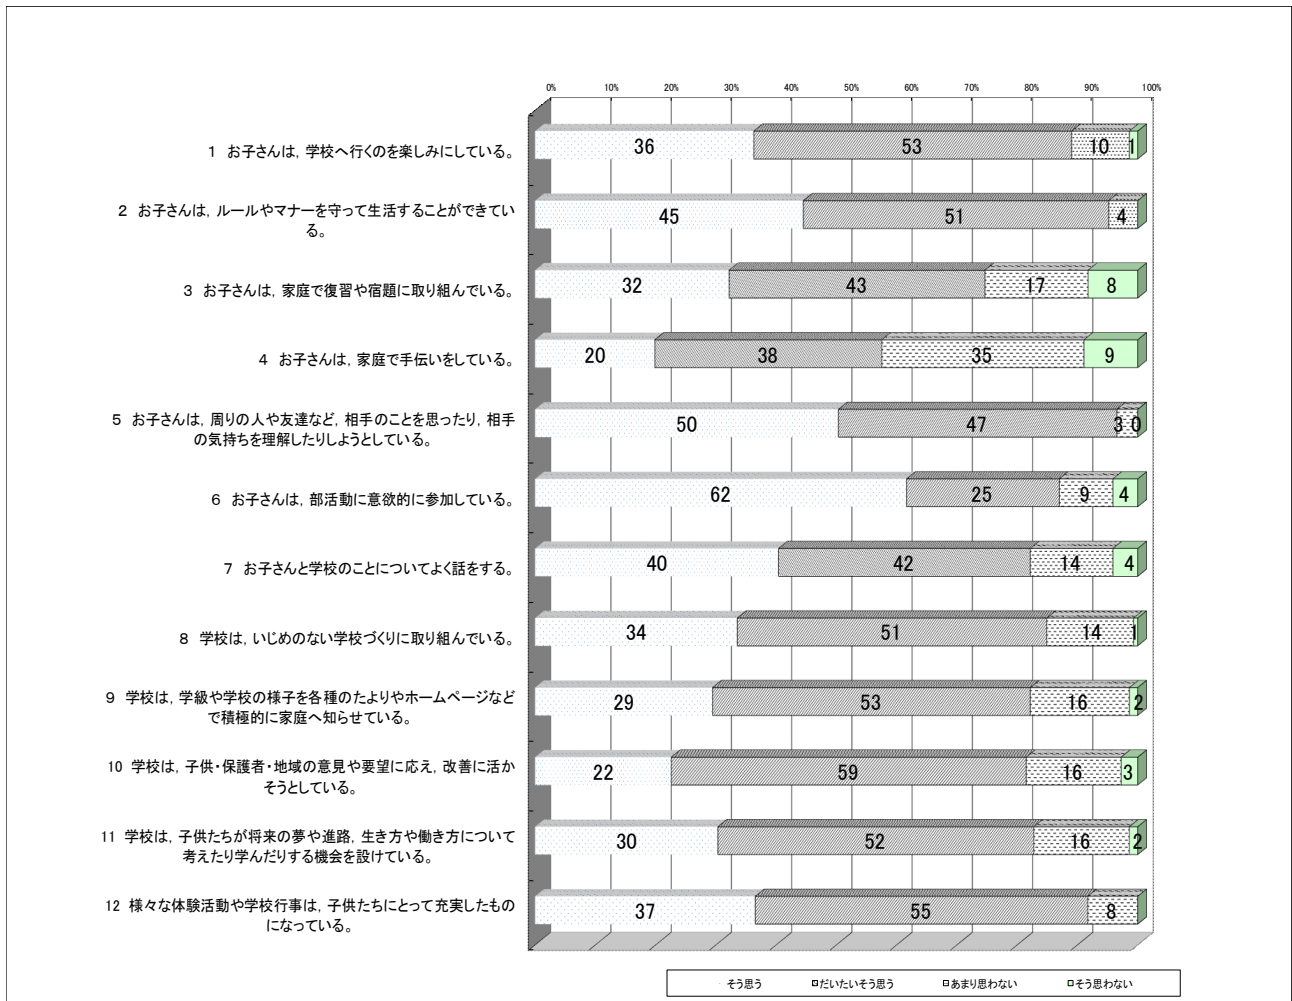 0% 10% 20% 30% 40% 50% 60% 70% 80% 90% 100%
1 お子さんは，学校へ行くのを楽しみにしている。
36 53 10 1
2 お子さんは，ルールやマナーを守って生活することができてい
る。
45 51 4
3 お子さんは，家庭で復習や宿題に取り組んでいる。
32 43 17 8
4 お子さんは，家庭で手伝いをしている。
20 38 35 9
5 お子さんは，周りの人や友達など，相手のことを思ったり，相手
の気持ちを理解したりしようとしている。
50 47 3 0
6 お子さんは，部活動に意欲的に参加している。
62 25 9 4
7 お子さんと学校のことについてよく話をする。
40 42 14 4
8 学校は，いじめのない学校づくりに取り組んでいる。
34 51 14 1
9 学校は，学級や学校の様子を各種のたよりやホームページなど
で積極的に家庭へ知らせている。
29 53 16 2
10 学校は，子供・保護者・地域の意見や要望に応え，改善に活か
そうとしている。
22 59 16 3
11 学校は，子供たちが将来の夢や進路，生き方や働き方について
考えたり学んだりする機会を設けている。
30 52 16 2
12 様々な体験活動や学校行事は，子供たちにとって充実したもの
になっている。
37 55 8
そう思う だいたいそう思う あまり思わない そう思わない